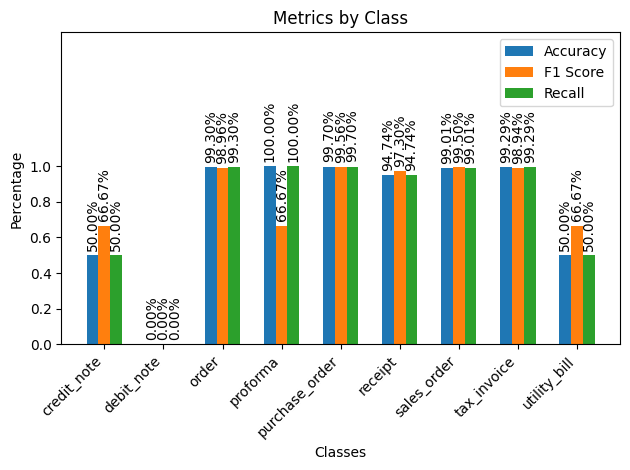 Metrics by Class
Accuracy
F1 Score
Recall
Percentage
1.0
0.8
0.6
0.4
0.2
0.0
50.00%
66.67%
50.00%
0.00%
0.00%
0.00%
99.30%
98.96%
99.30%
100.00%
66.67%
100.00%
99.70%
99.56%
99.70%
94.74%
97.30%
94.74%
99.01%
99.50%
99.01%
99.29%
98.94%
99.29%
50.00%
66.67%
50.00%
credit_note
debit_note
order
proforma
purchase_order
receipt
sales_order
tax_invoice
utility_bill
Classes